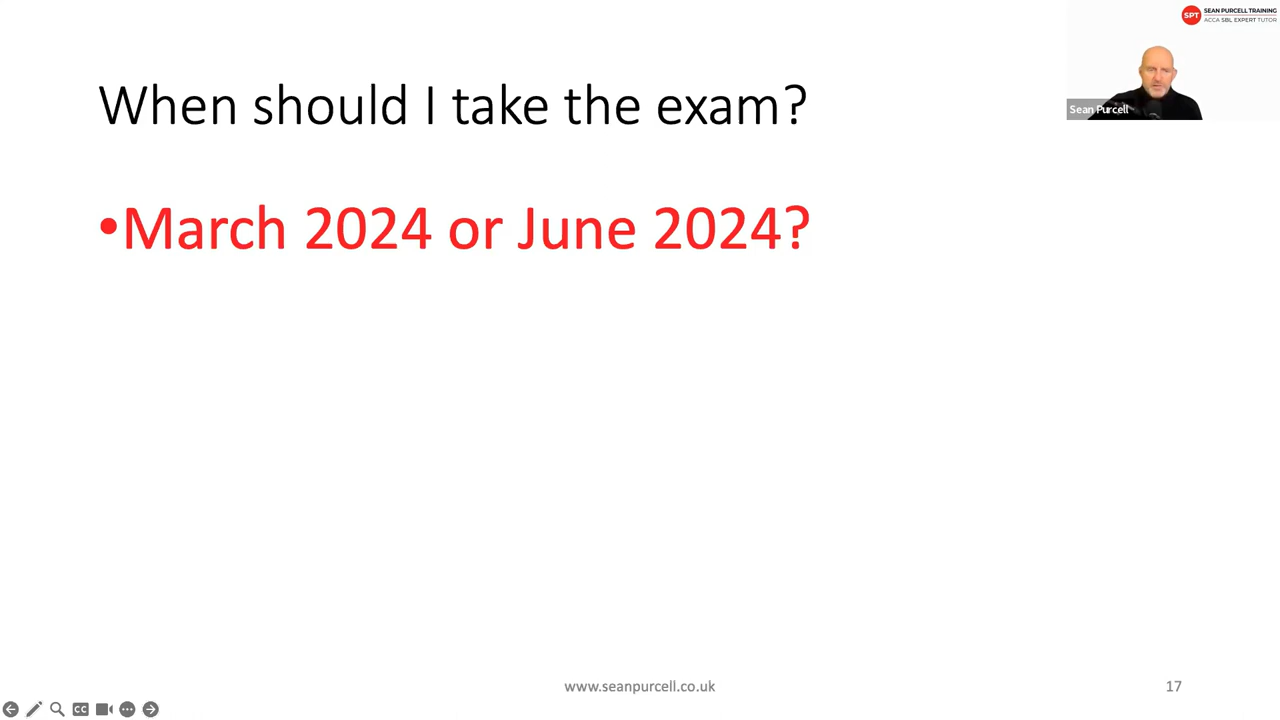 SPT
SEAN PURCELL TRAINING
ACCA SBL EXPERT TUTOR
When should I take the exam?
Sean Purcell
•March 2024 or June 2024?
www.seanpurcell.co.uk
17
CC